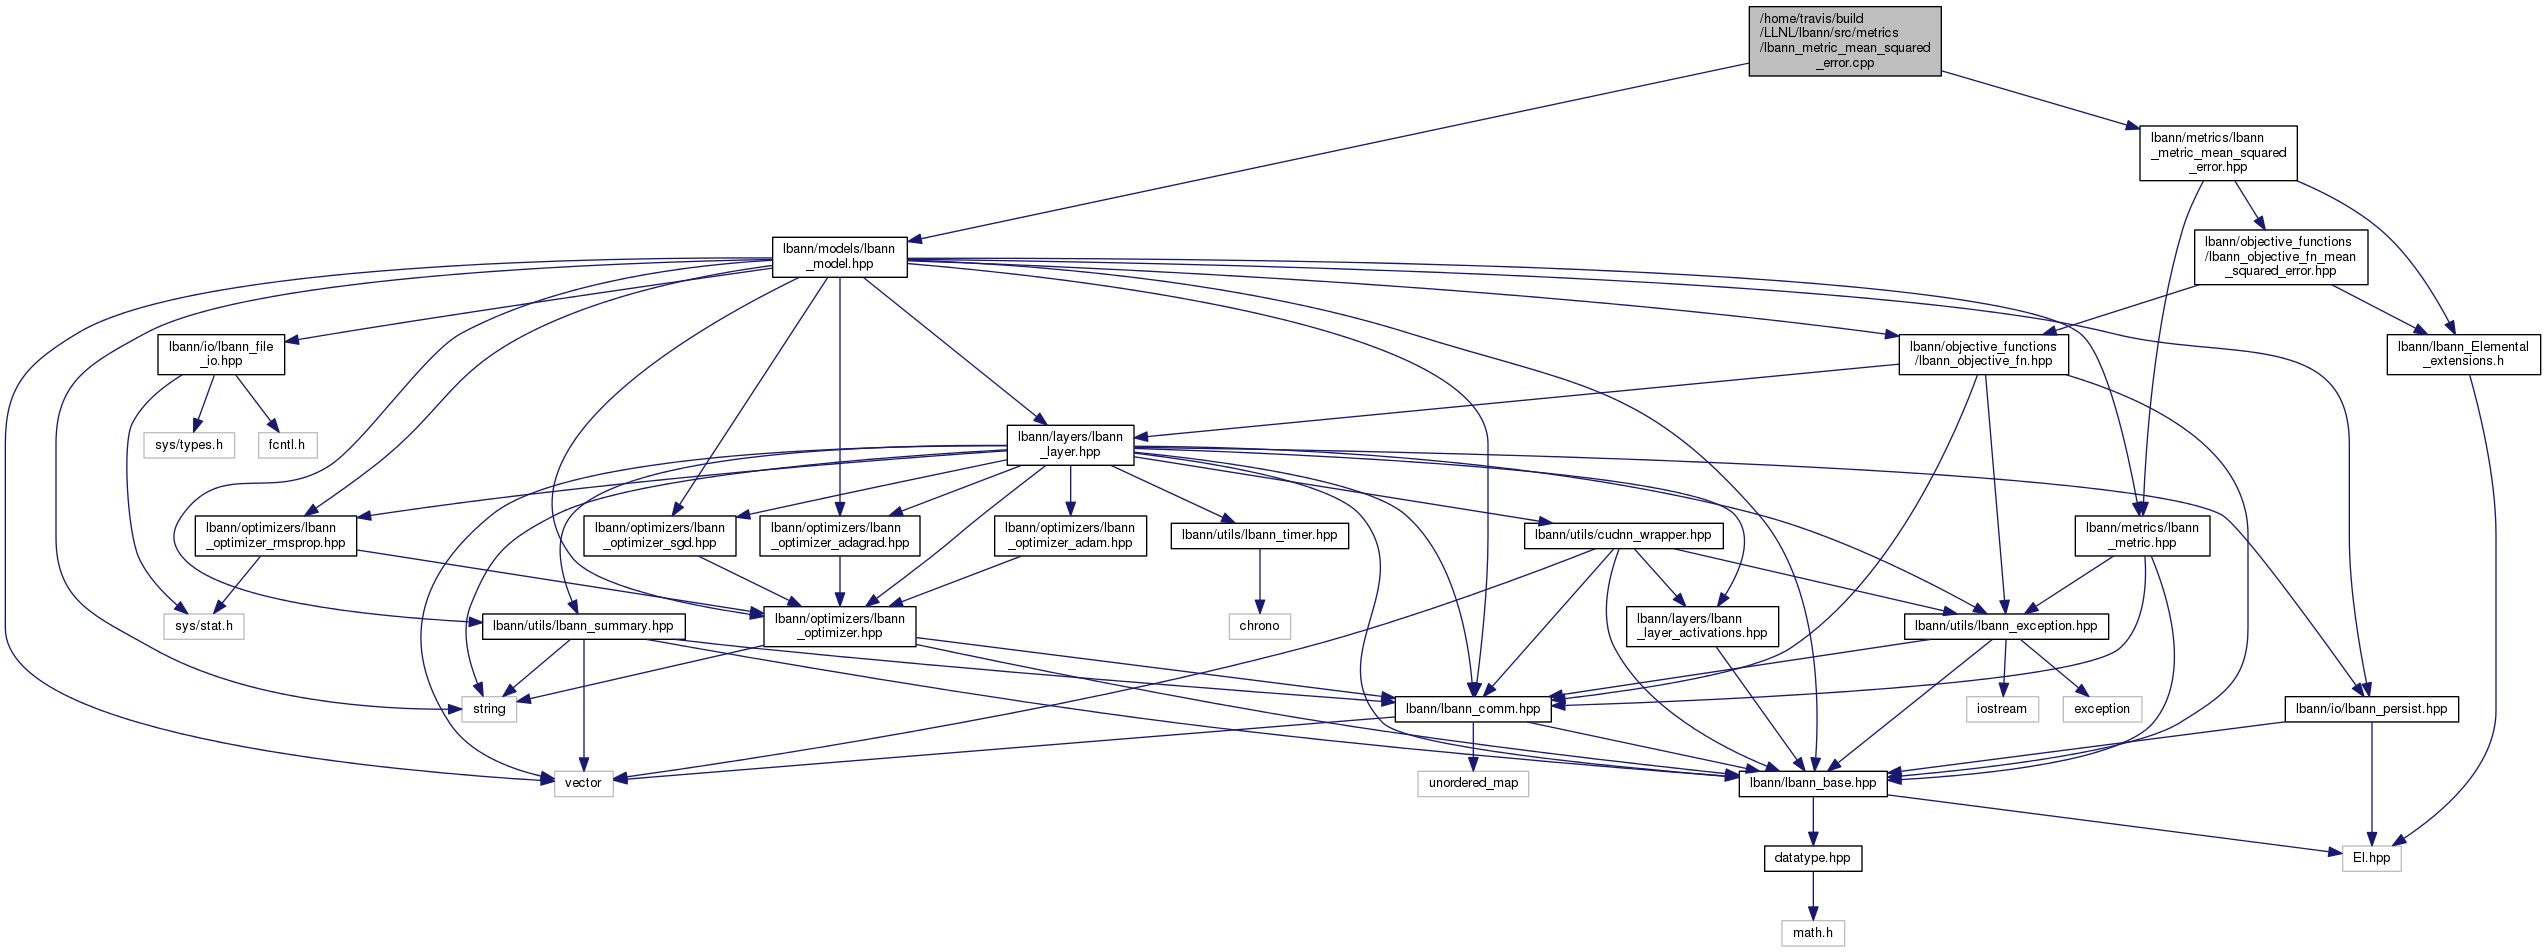 /home/travis/build
/LLNL/lbann/src/metrics
/lbann_metric_mean_squared
_error.cpp
lbann/metrics/lbann
_metric_mean_squared
_error.hpp
lbann/models/lbann
_model.hpp
lbann/objective_functions
/lbann_objective_fn_mean
_squared_error.hpp
lbann/io/lbann_file
_io.hpp
lbann/objective_functions
/lbann_objective_fn.hpp
lbann/lbann_Elemental
_extensions.h
sys/types.h
fcntl.h
lbann/layers/lbann
_layer.hpp
lbann/optimizers/lbann
_optimizer_rmsprop.hpp
lbann/optimizers/lbann
_optimizer_sgd.hpp
lbann/optimizers/lbann
_optimizer_adagrad.hpp
lbann/optimizers/lbann
_optimizer_adam.hpp
lbann/utils/lbann_timer.hpp
lbann/utils/cudnn_wrapper.hpp
lbann/metrics/lbann
_metric.hpp
sys/stat.h
lbann/utils/lbann_summary.hpp
lbann/optimizers/lbann
_optimizer.hpp
chrono
lbann/layers/lbann
_layer_activations.hpp
lbann/utils/lbann_exception.hpp
string
lbann/lbann_comm.hpp
iostream
exception
lbann/io/lbann_persist.hpp
vector
unordered_map
lbann/lbann_base.hpp
datatype.hpp
El.hpp
math.h